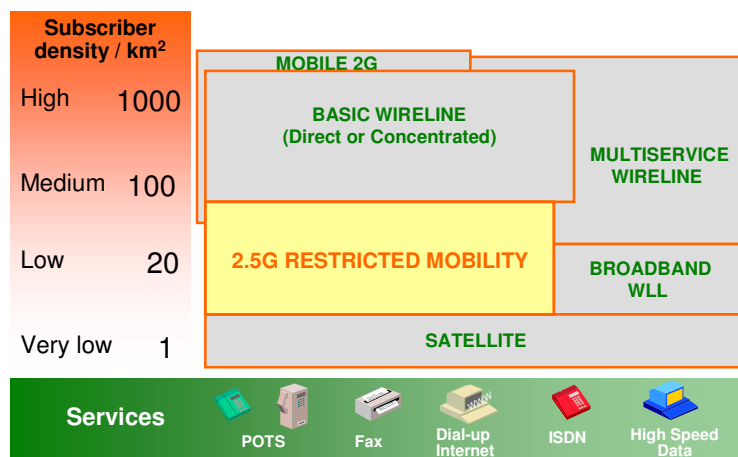 Subscriber
density / km²
High 1000
Medium 100
Low 20
Very low 1
MOBILE 2G
BASIC WIRELINE
(Direct or Concentrated)
MULTISERVICE
WIRELINE
2.5G RESTRICTED MOBILITY
BROADBAND
WLL
SATELLITE
Services
POTS
Fax
WWW
Dial-up
Internet
ISDN
High Speed
Data